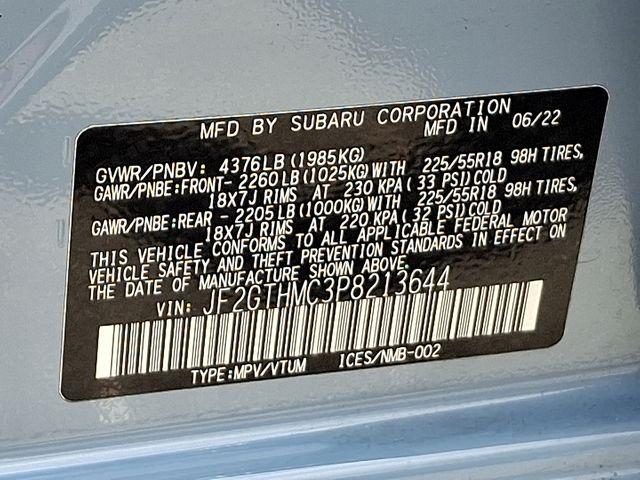 MFD BY SUBARU CORPORATION
MFD IN 06/22
GVWR/PNBV: 4376LB(1985KG)
GAWR/PNBE:FRONT-2260LB(1025KG)WITH 225/55R18 98H TIRES,
18X7J RIMS AT 230 KPA(33 PSI)COLD
GAWR/PNBE:REAR -2205LB(1000KG)WITH 225/55R18 98H TIRES,
18X7J RIMS AT 220 KPA(32 PSI)COLD
THIS VEHICLE CONFORMS TO ALL APPLICABLE FEDERAL MOTOR
VEHICLE SAFETY AND THEFT PREVENTION STANDARDS IN EFFECT ON
THE DATE OF MANUFACTURE SHOWN ABOVE.
VIN: JF2GTHMC3P8213644
TYPE:MPV/VTUM ICES/NMB-002